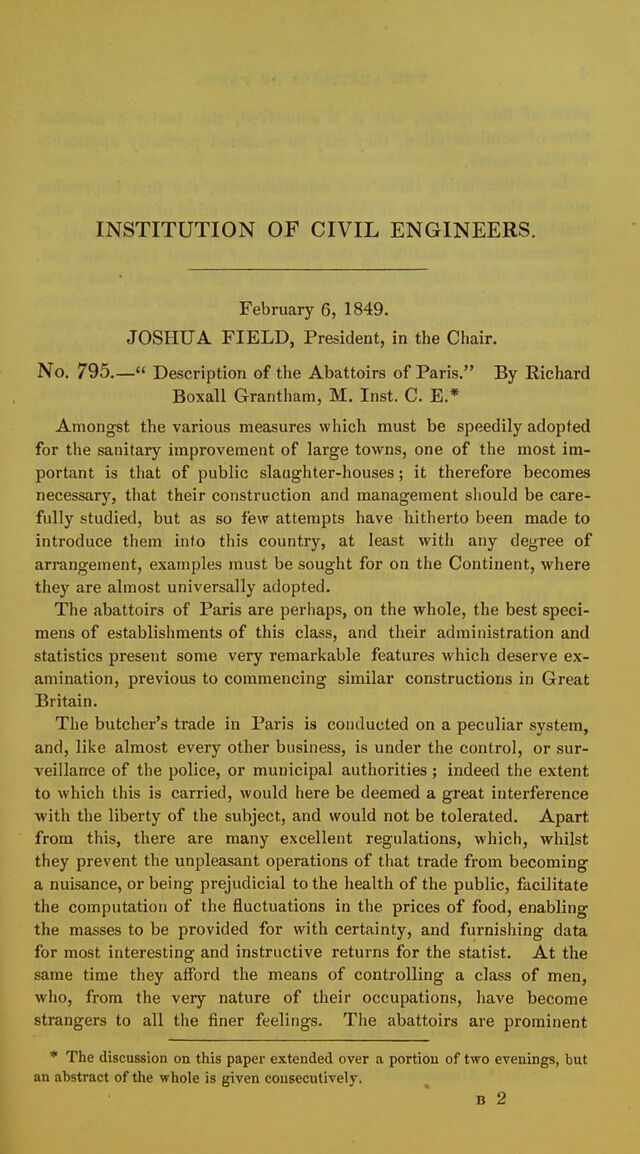 INSTITUTION OF CIVIL ENGINEERS.
February 6, 1849.
JOSHUA FIELD, President, in the Chair.
No. 795.—“ Description of the Abattoirs of Paris.” By Richard
Boxall Grantham, M. Inst. C. E.*
Amongst the various measures which must be speedily adopted
for the sanitary improvement of large towns, one of the most im-
portant is that of public slaughter-houses; it therefore becomes
necessary, that their construction and management should be care-
fully studied, but as so few attempts have hitherto been made to
introduce them into this country, at least with any degree of
arrangement, examples must be sought for on the Continent, where
they are almost universally adopted.
The abattoirs of Paris are perhaps, on the whole, the best speci-
mens of establishments of this class, and their administration and
statistics present some very remarkable features which deserve ex-
amination, previous to commencing similar constructions in Great
Britain.
The butcher’s trade in Paris is conducted on a peculiar system,
and, like almost every other business, is under the control, or sur-
veillance of the police, or municipal authorities; indeed the extent
to which this is carried, would here be deemed a great interference
with the liberty of the subject, and would not be tolerated. Apart
from this, there are many excellent regulations, which, whilst
they prevent the unpleasant operations of that trade from becoming
a nuisance, or being prejudicial to the health of the public, facilitate
the computation of the fluctuations in the prices of food, enabling
the masses to be provided for with certainty, and furnishing data
for most interesting and instructive returns for the statist. At the
same time they afford the means of controlling a class of men,
who, from the very nature of their occupations, have become
strangers to all the finer feelings. The abattoirs are prominent
* The discussion on this paper extended over a portion of two evenings, but
an abstract of the whole is given consecutively.
B 2